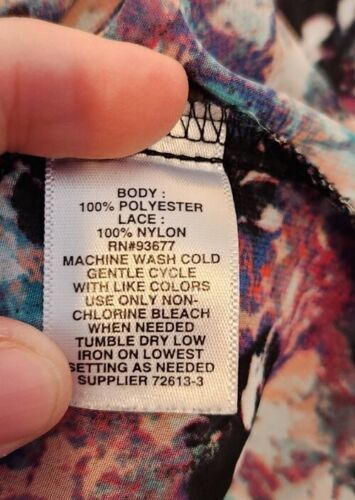 BODY :
100% POLYESTER
LACE :
100% NYLON
RN#93677
MACHINE WASH COLD
GENTLE CYCLE
WITH LIKE COLORS
USE ONLY NON-
CHLORINE BLEACH
WHEN NEEDED
TUMBLE DRY LOW
IRON ON LOWEST
SETTING AS NEEDED
SUPPLIER 72613-3